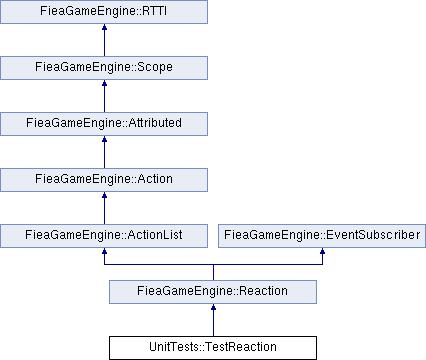 FieaGameEngine::RTTI
FieaGameEngine::Scope
FieaGameEngine::Attributed
FieaGameEngine::Action
FieaGameEngine::ActionList
FieaGameEngine::EventSubscriber
FieaGameEngine::Reaction
UnitTests::TestReaction